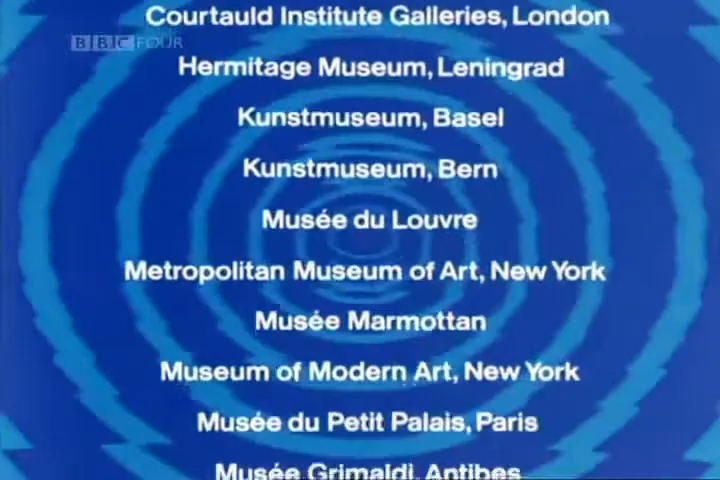 Courtauld Institute Galleries, London
BBC FOUR
Hermitage Museum, Leningrad
Kunstmuseum, Basel
Kunstmuseum, Bern
Musée du Louvre
Metropolitan Museum of Art, New York
Musée Marmottan
Museum of Modern Art, New York
Musée du Petit Palais, Paris
Musée Grimaldi, Antibes